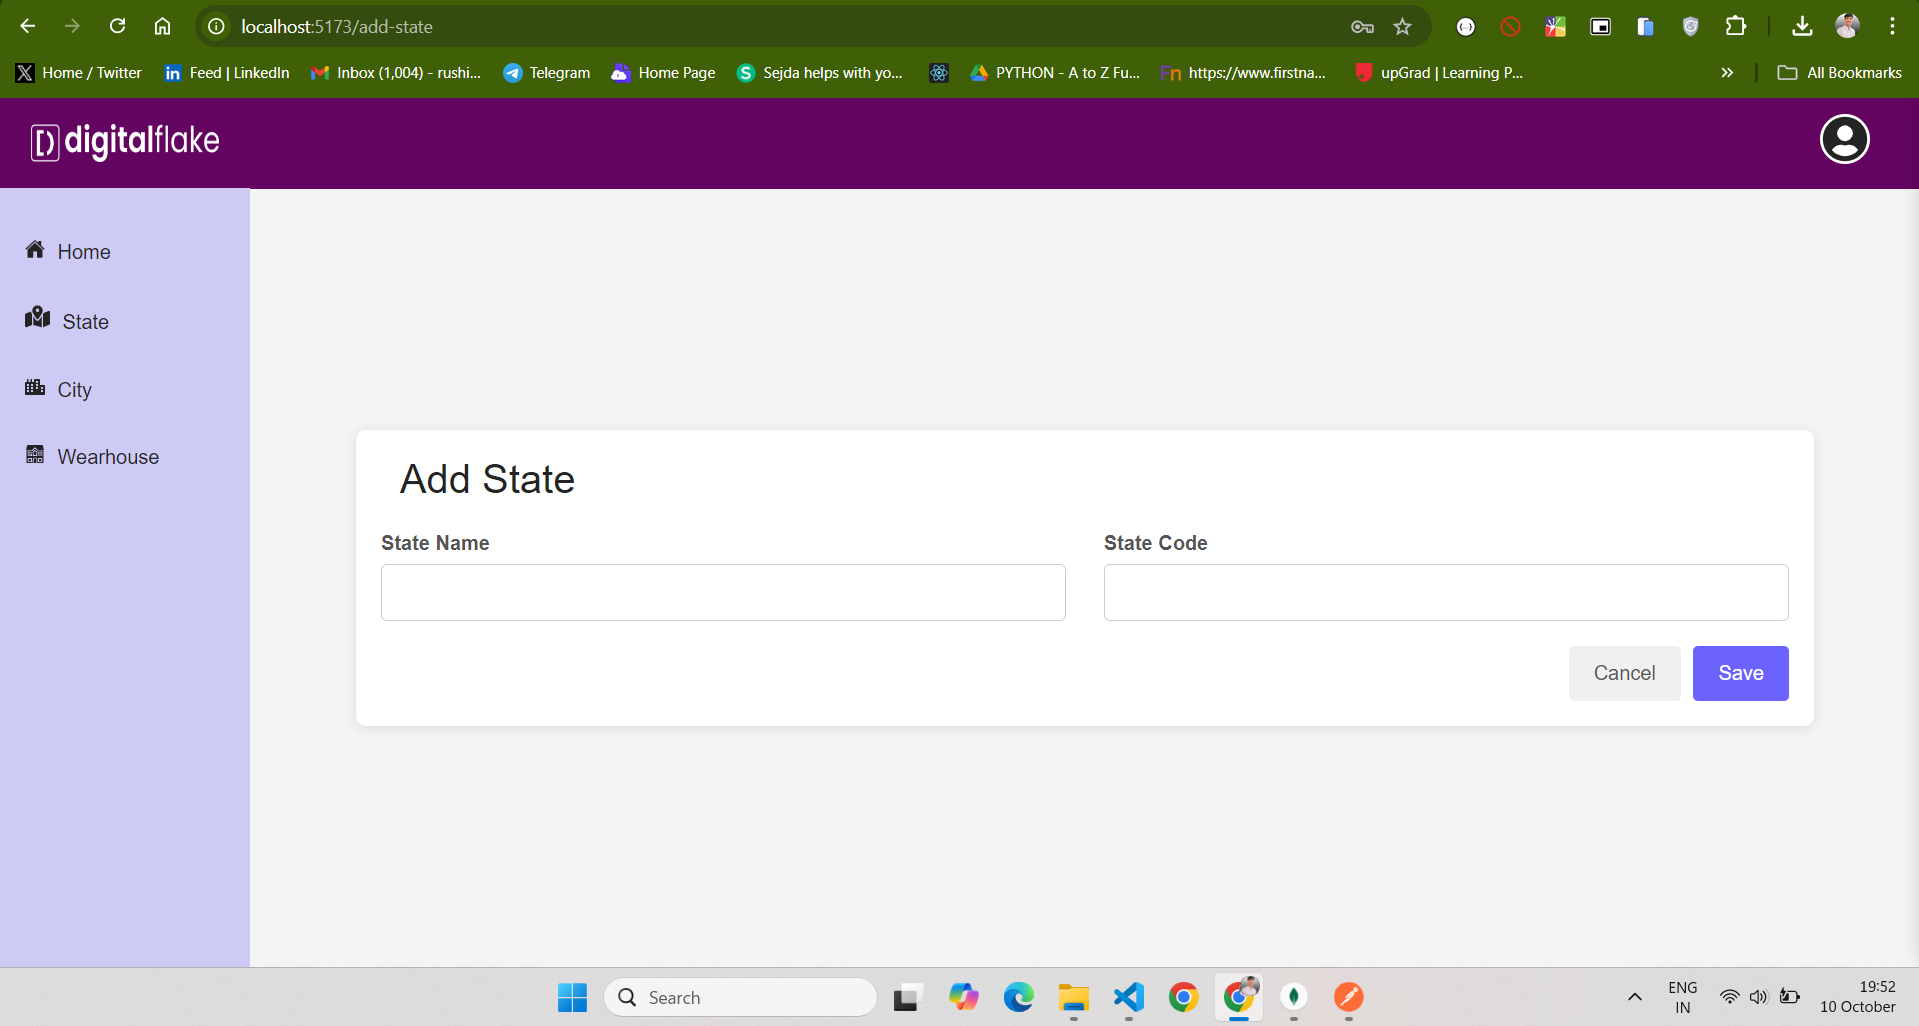 localhost:5173/add-state
Home / Twitter
Feed | LinkedIn
Inbox (1,004) - rushi...
Telegram
Home Page
Sejda helps with yo...
PYTHON - A to Z Fu...
https://www.firstna...
upGrad | Learning P...
All Bookmarks
digitalflake
Home
State
City
Wearhouse
Add State
State Name
State Code
Cancel
Save
Search
ENG
IN
19:52
10 October